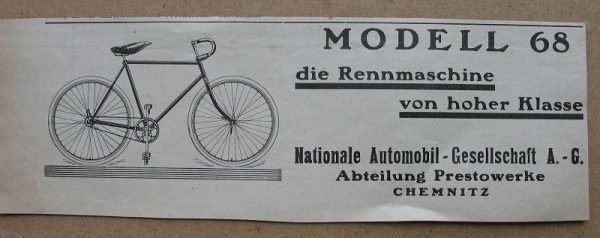 MODELL 68
die Rennmaschine
von hoher Klasse
Nationale Automobil-Gesellschaft A.-G.
Abteilung Prestowerke
CHEMNITZ